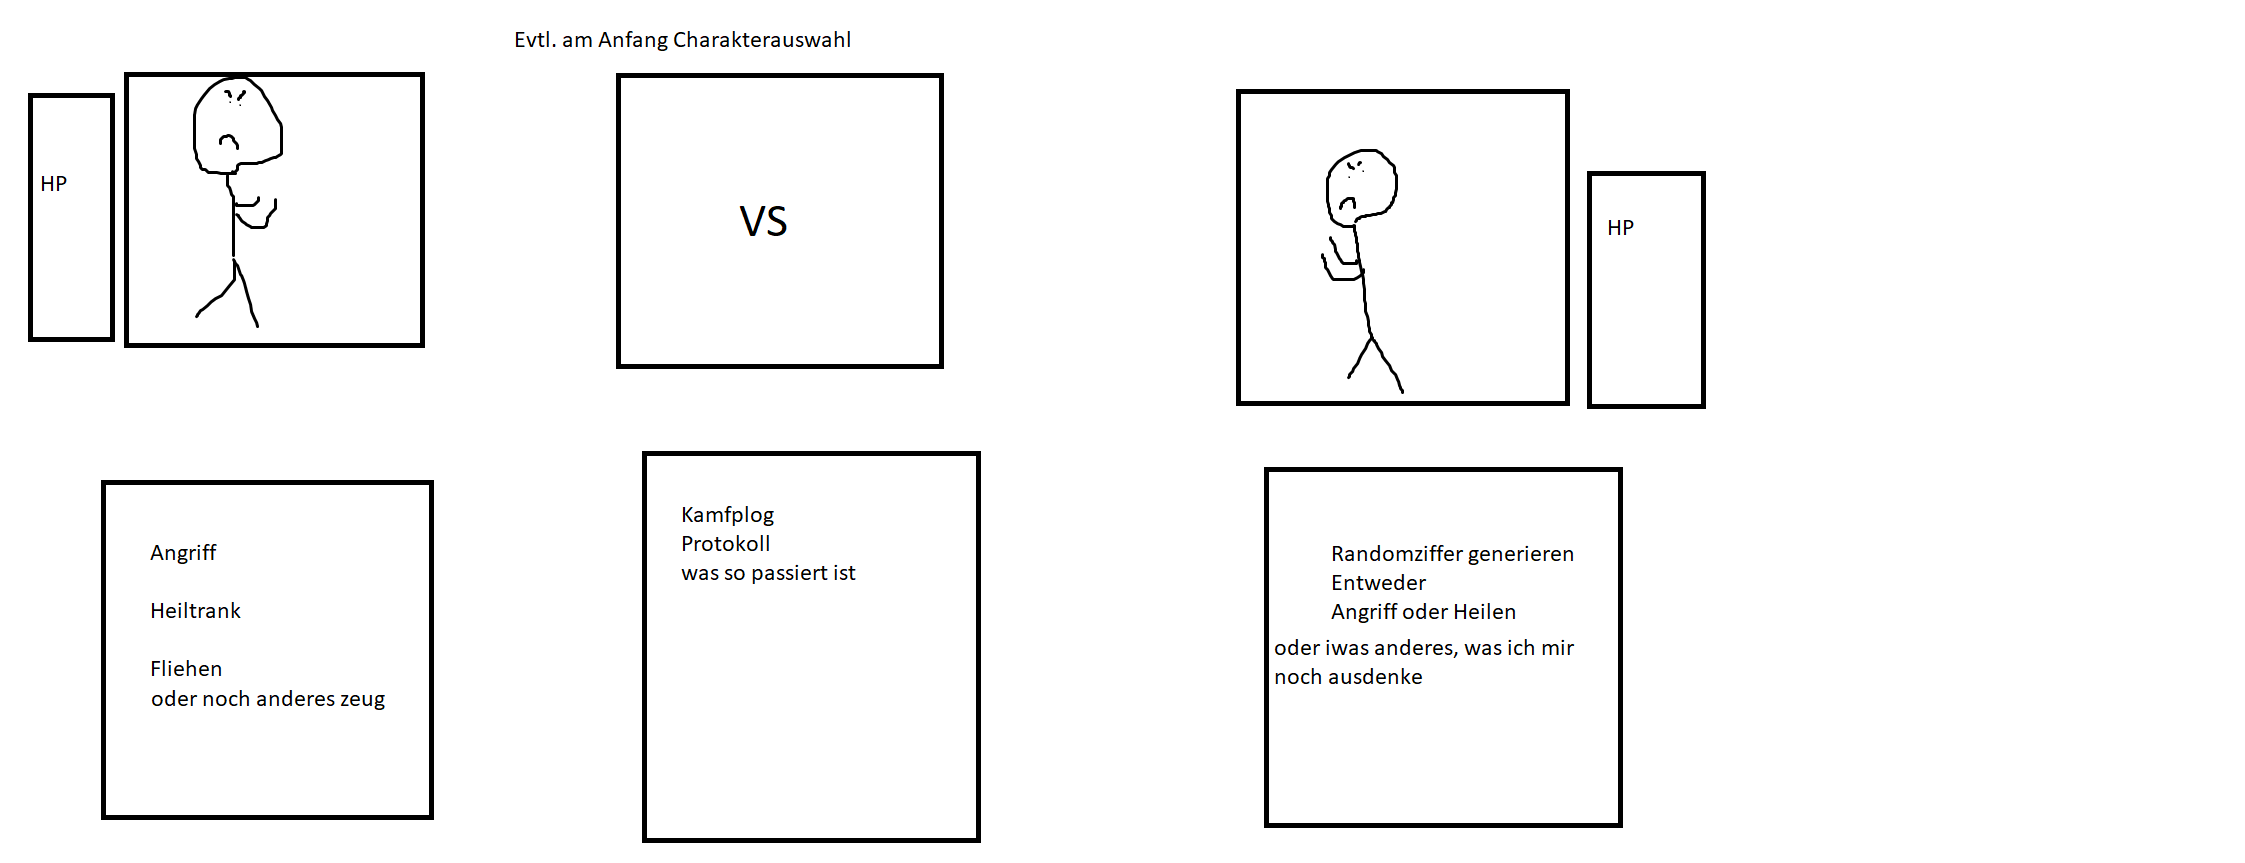 Evtl. am Anfang Charakterauswahl
HP
VS
HP
Angriff
Heiltrank
Fliehen
oder noch anderes zeug
Kamfplog
Protokoll
was so passiert ist
Randomziffer generieren
Entweder
Angriff oder Heilen
oder iwas anderes, was ich mir
noch ausdenke